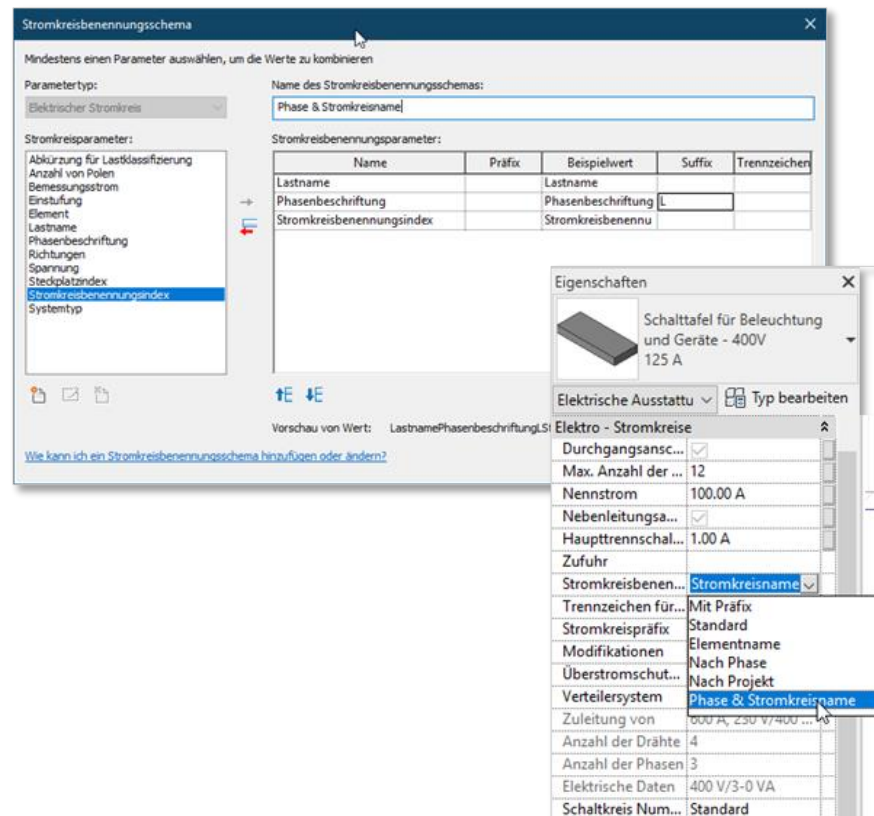 Stromkreisbenennungsschema
Mindestens einen Parameter auswählen, um die Werte zu kombinieren
Parametertyp:
Elektrischer Stromkreis
Name des Stromkreisbenennungsschemas:
Phase & Stromkreisname
Stromkreisparameter:
Abkürzung für Lastklassifizierung
Anzahl von Polen
Bemessungsstrom
Einstufung
Element
Lastname
Phasenbeschriftung
Richtungen
Spannung
Steckplatzindex
Stromkreisbenennungsindex
Systemtyp
Stromkreisbenennungsparameter:
Name Präfix Beispielwert Suffix Trennzeichen
Lastname Lastname
Phasenbeschriftung Phasenbeschriftung L
Stromkreisbenennungsindex Stromkreisbenennu
Vorschau von Wert: LastnamePhasenbeschriftungLSt
Wie kann ich ein Stromkreisbenennungsschema hinzufügen oder ändern?
Eigenschaften
Schalttafel für Beleuchtung
und Geräte - 400V
125 A
Elektrische Ausstattu Typ bearbeiten
Elektro - Stromkreise
Durchgangsansc...
Max. Anzahl der ... 12
Nennstrom 100.00 A
Nebenleitungsa...
Haupttrennschal... 1.00 A
Zufuhr
Stromkreisbenen... Stromkreisname
Trennzeichen für... Mit Präfix
Stromkreispräfix Standard
Elementname
Modifikationen Nach Phase
Überstromschut... Nach Projekt
Verteilersystem Phase & Stromkreisname
Zuleitung von 600 A, 230 V/400 ...
Anzahl der Drähte 4
Anzahl der Phasen 3
Elektrische Daten 400 V/3-0 VA
Schaltkreis Num... Standard